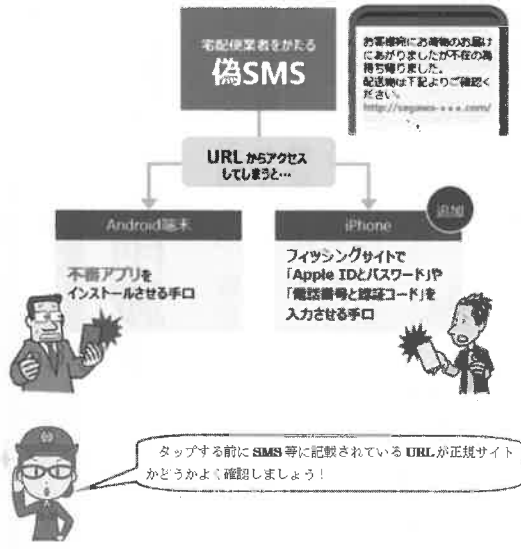 宅配便業者をかたる
偽SMS
お客様宛にお荷物のお届け
にあがりましたが不在の為
持ち帰りました。
配送物は下記よりご確認く
ださい。
http://sagawa-***.com/
URLからアクセス
してしまうと…
Android端末
不審アプリを
インストールさせる手口
iPhone
追加
フィッシングサイトで
「Apple IDとパスワード」や
「電話番号と認証コード」を
入力させる手口
タップする前に SMS 等に記載されている URL が正規サイト
かどうかよく確認しましょう！